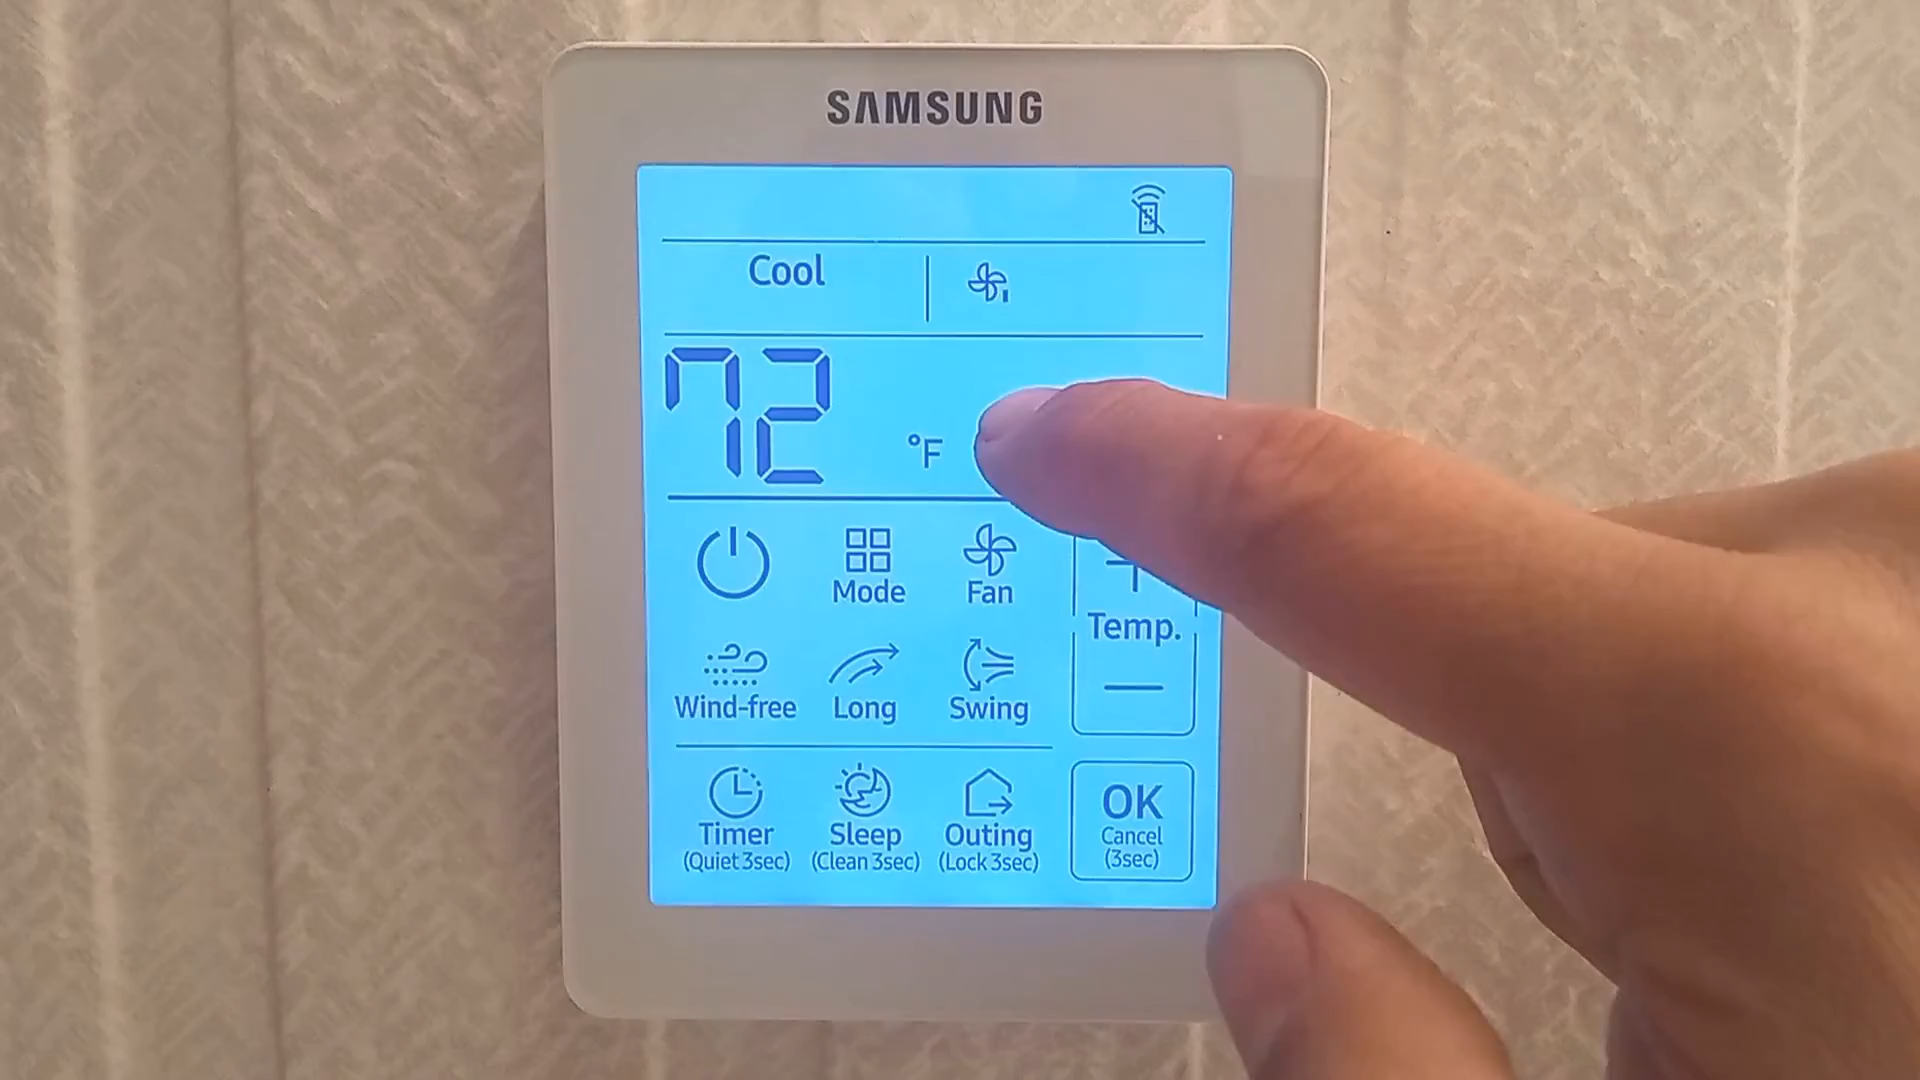 SAMSUNG
Cool
72 °F
Mode Fan
+
Temp.
Wind-free Long Swing
—
Timer Sleep Outing OK
(Quiet 3sec) (Clean 3sec) (Lock 3sec) Cancel
(3sec)